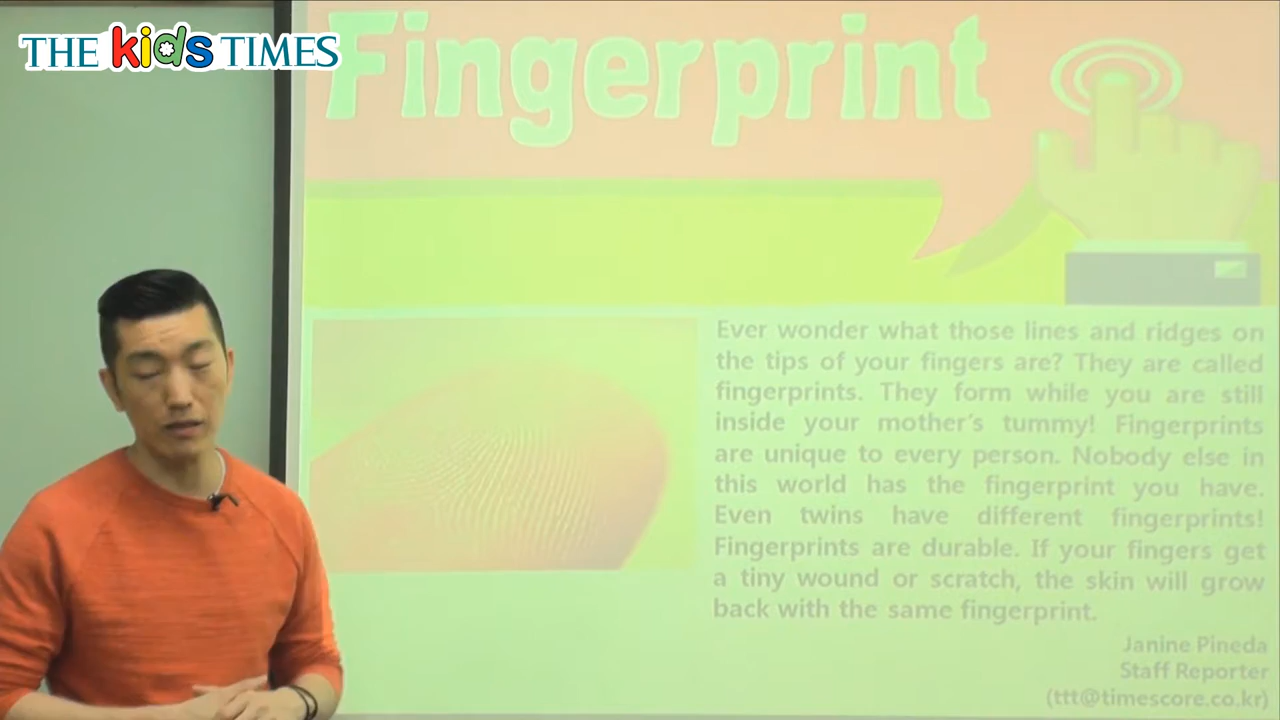 THE kids TIMES
Fingerprint
Ever wonder what those lines and ridges on
the tips of your fingers are? They are called
fingerprints. They form while you are still
inside your mother's tummy! Fingerprints
are unique to every person. Nobody else in
this world has the fingerprint you have.
Even twins have different fingerprints!
Fingerprints are durable. If your fingers get
a tiny wound or scratch, the skin will grow
back with the same fingerprint.
Janine Pineda
Staff Reporter
(ttt@timescore.co.kr)